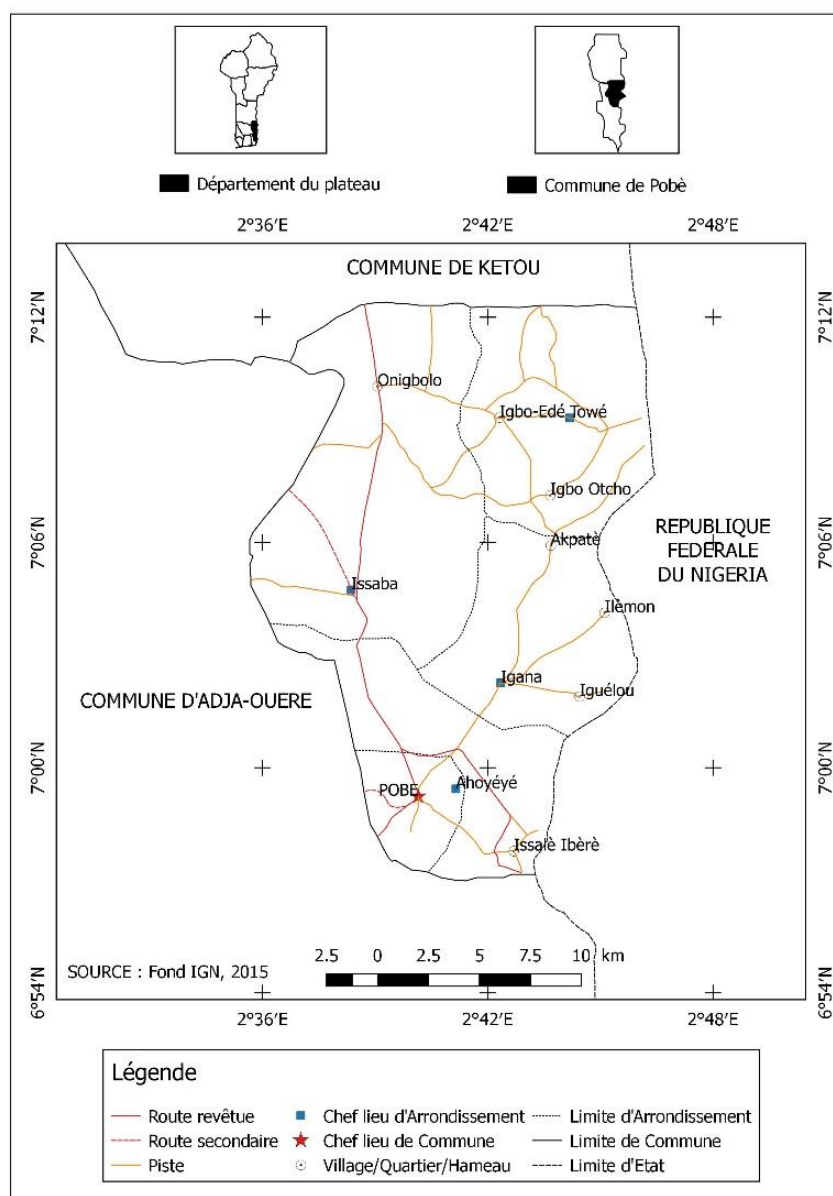 Département du plateau
Commune de Pobè
2°36'E 2°42'E 2°48'E
COMMUNE DE KETOU
7°12'N 7°12'N
Onigbolo
Igbo-Edé Towé
Igbo Otcho
REPUBLIQUE
FEDERALE
DU NIGERIA
7°06'N 7°06'N
Akpatè
Issaba
Ilèmon
Igana
Iguélou
COMMUNE D'ADJA-OUERE
7°00'N 7°00'N
POBE
Ahoyéyé
Issalè Ibèrè
2.5 0 2.5 5 7.5 10 km
SOURCE : Fond IGN, 2015
6°54'N 6°54'N
2°36'E 2°42'E 2°48'E
Légende
Route revêtue
Chef lieu d'Arrondissement
Limite d'Arrondissement
Route secondaire
Chef lieu de Commune
Limite de Commune
Piste
Village/Quartier/Hameau
Limite d'Etat